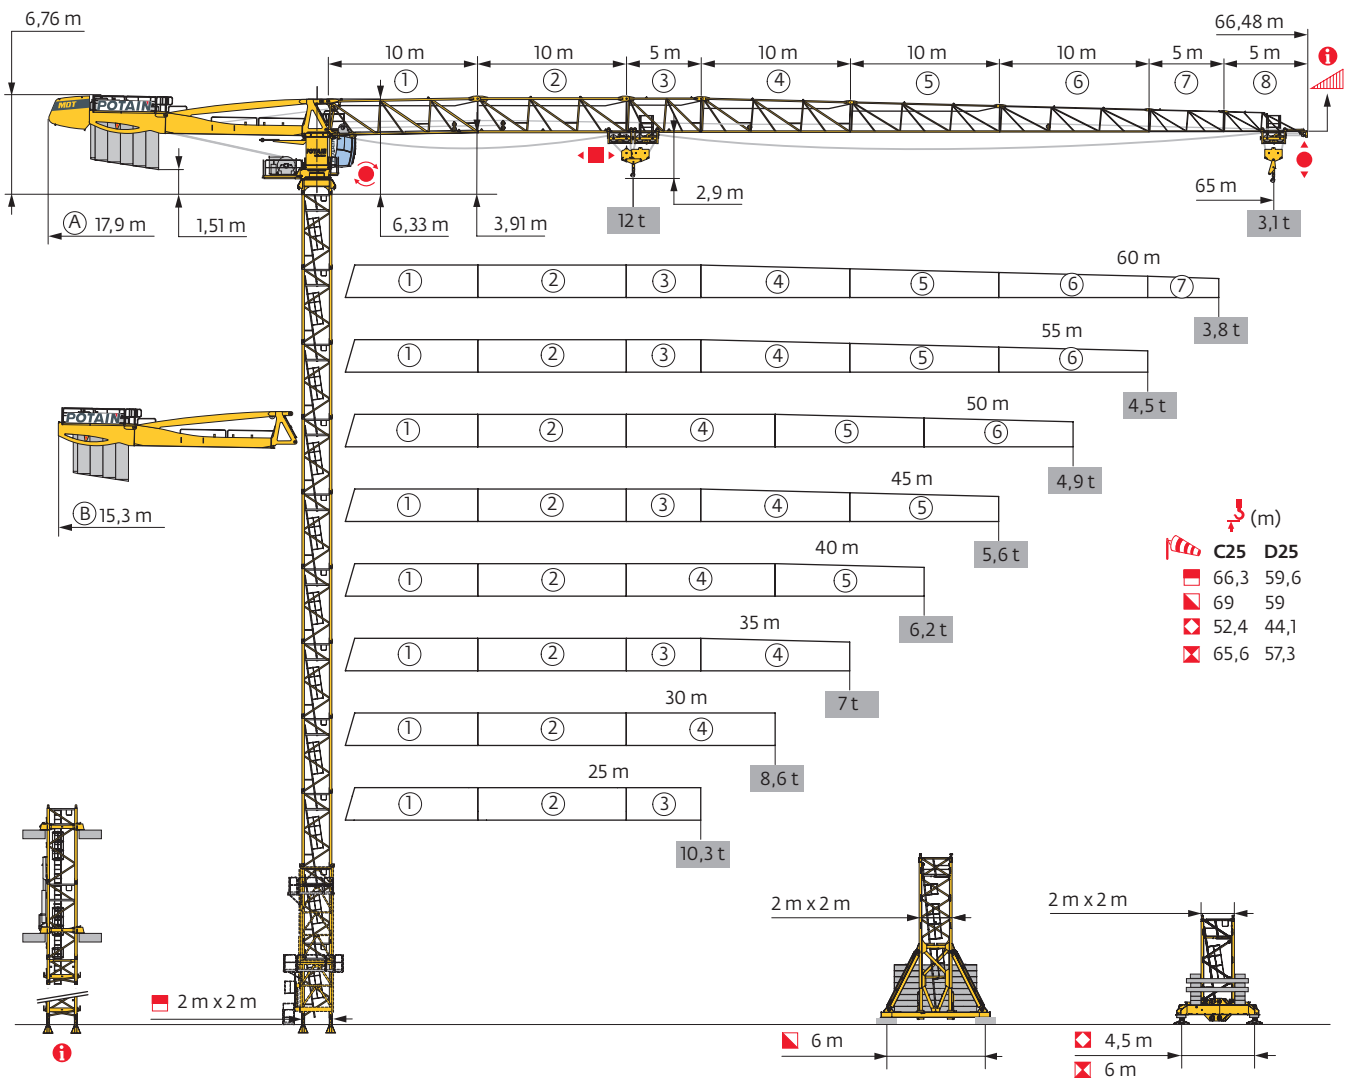 6,76 m
66,48 m
10 m 10 m 5 m 10 m 10 m 10 m 5 m 5 m
1 2 3 4 5 6 7 8
i
MDT POTAIN
POTAIN
2,9 m
65 m
A 17,9 m 1,51 m 6,33 m 3,91 m 12 t 3,1 t
60 m
1 2 3 4 5 6 7
3,8 t
55 m
1 2 3 4 5 6
4,5 t
50 m
POTAIN
1 2 4 5 6
4,9 t
45 m
1 2 3 4 5
B 15,3 m
5,6 t
(m)
C25 D25
66,3 59,6
69 59
52,4 44,1
65,6 57,3
40 m
1 2 4 5
6,2 t
35 m
1 2 3 4
7 t
30 m
1 2 4
8,6 t
25 m
1 2 3
10,3 t
2 m x 2 m
2 m x 2 m
2 m x 2 m
i
6 m
4,5 m
6 m